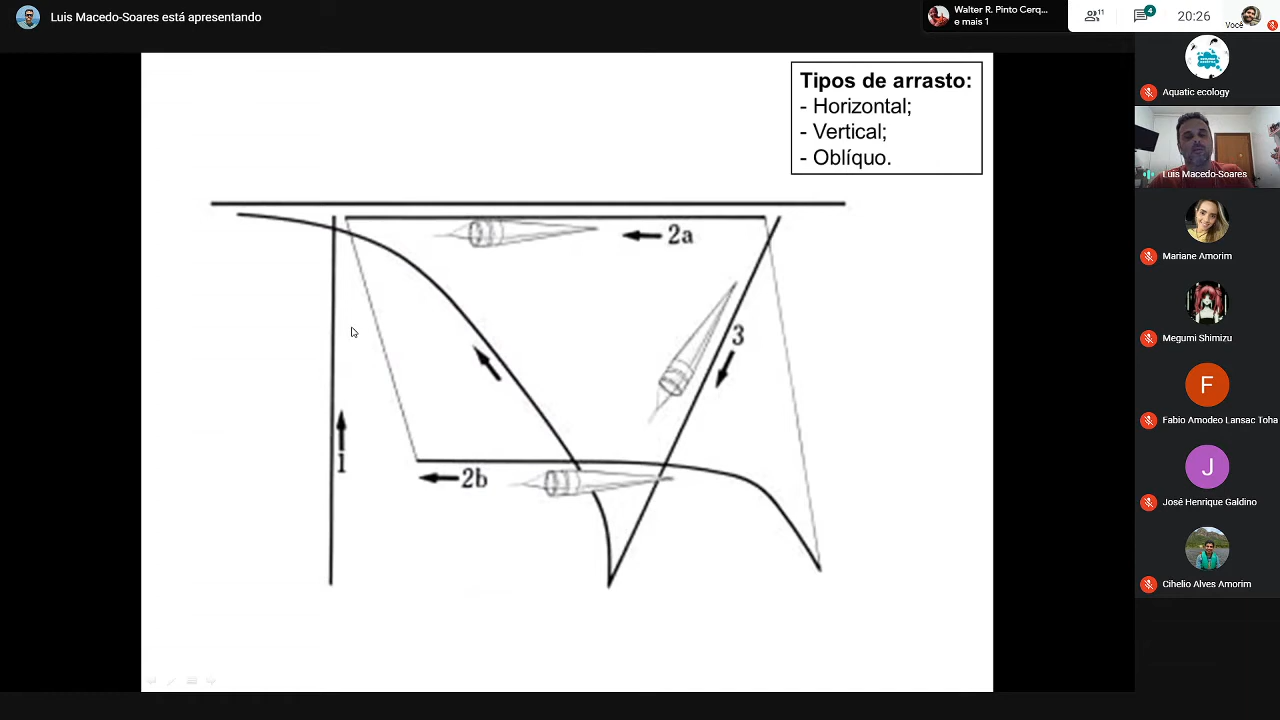 Luis Macedo-Soares está apresentando
Walter R. Pinto Cerq...
e mais 1
11
4
20:26
Você
Tipos de arrasto:
- Horizontal;
- Vertical;
- Oblíquo.
2a
3
1
2b
Aquatic ecology
Luis Macedo-Soares
Mariane Amorim
Megumi Shimizu
F
Fabio Amodeo Lansac Toha
J
José Henrique Galdino
Cihelio Alves Amorim